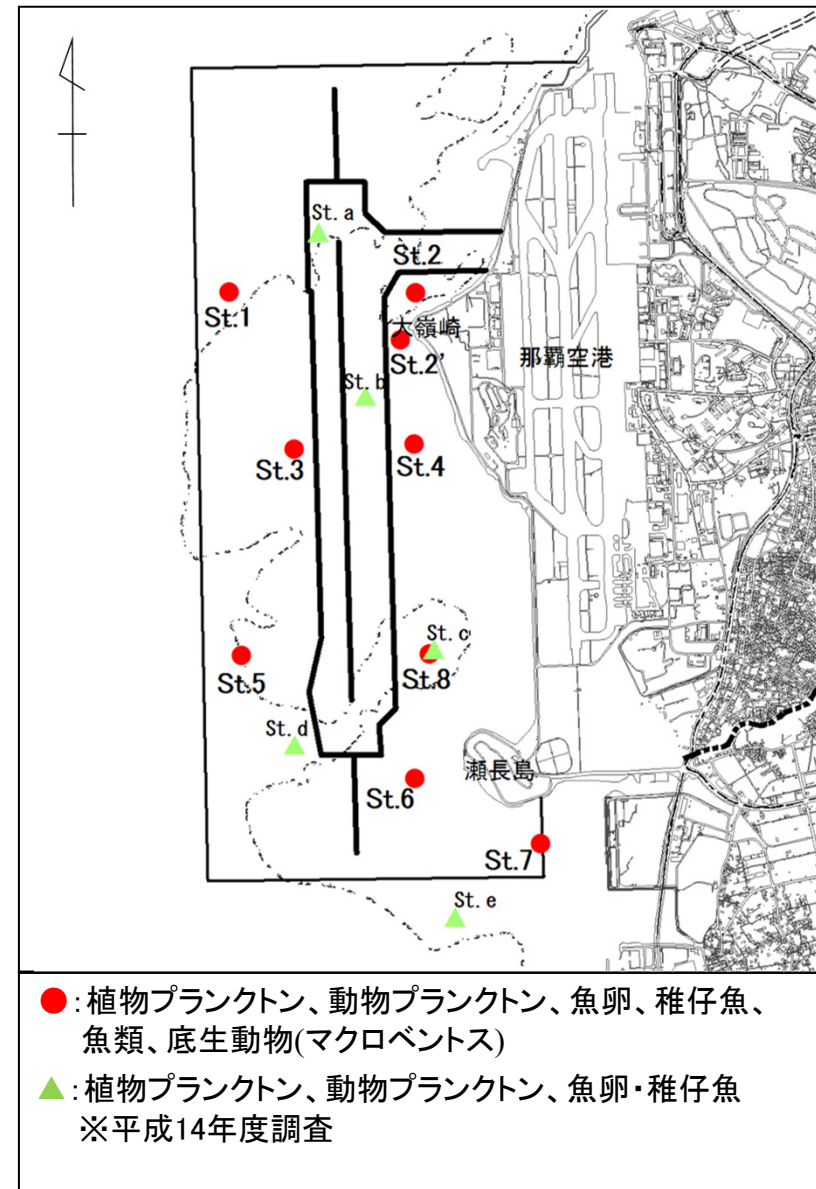 St. a
St.2
St.1
大嶺崎
St.2'
那覇空港
St. b
St.3
St.4
St. c
St.5
St.8
St. d
瀬長島
St.6
St.7
St. e
●:植物プランクトン、動物プランクトン、魚卵、稚仔魚、
魚類、底生動物(マクロベントス)
▲:植物プランクトン、動物プランクトン、魚卵・稚仔魚
※平成14年度調査